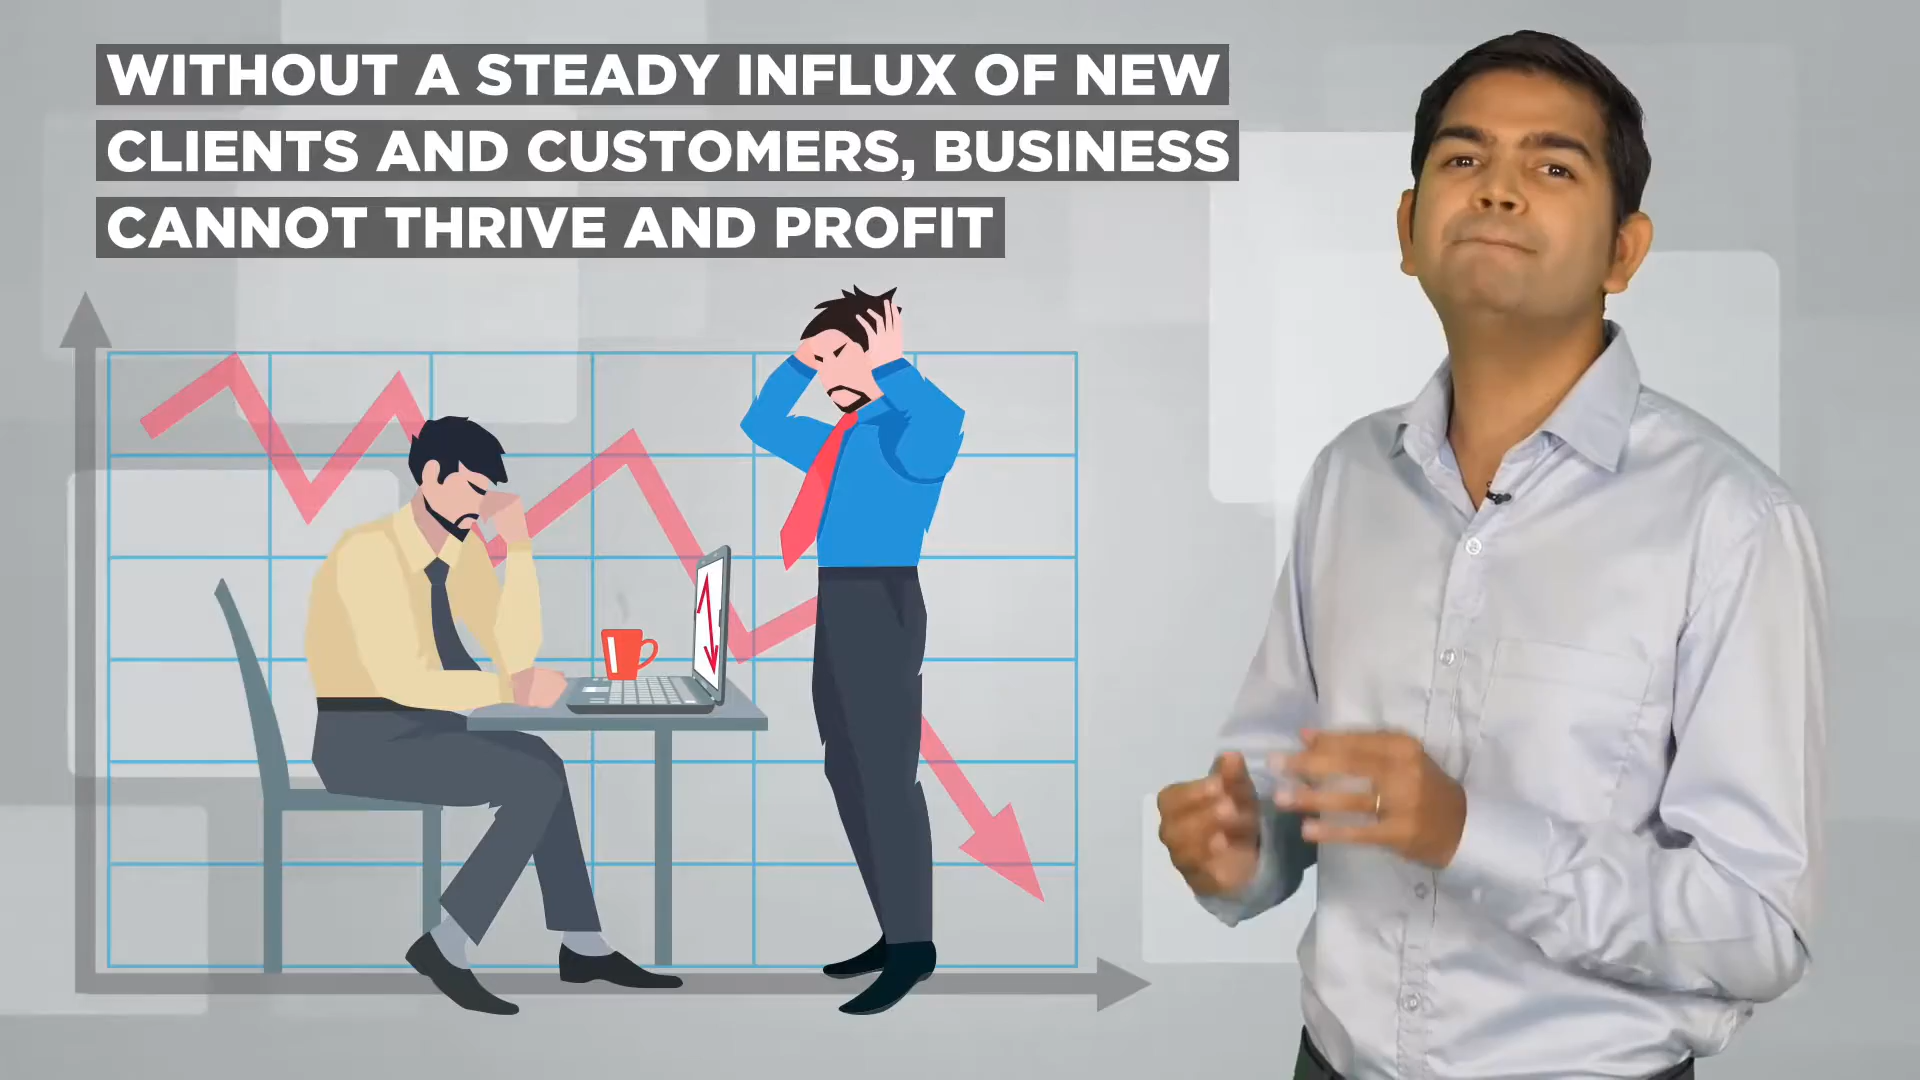 WITHOUT A STEADY INFLUX OF NEW
CLIENTS AND CUSTOMERS, BUSINESS
CANNOT THRIVE AND PROFIT